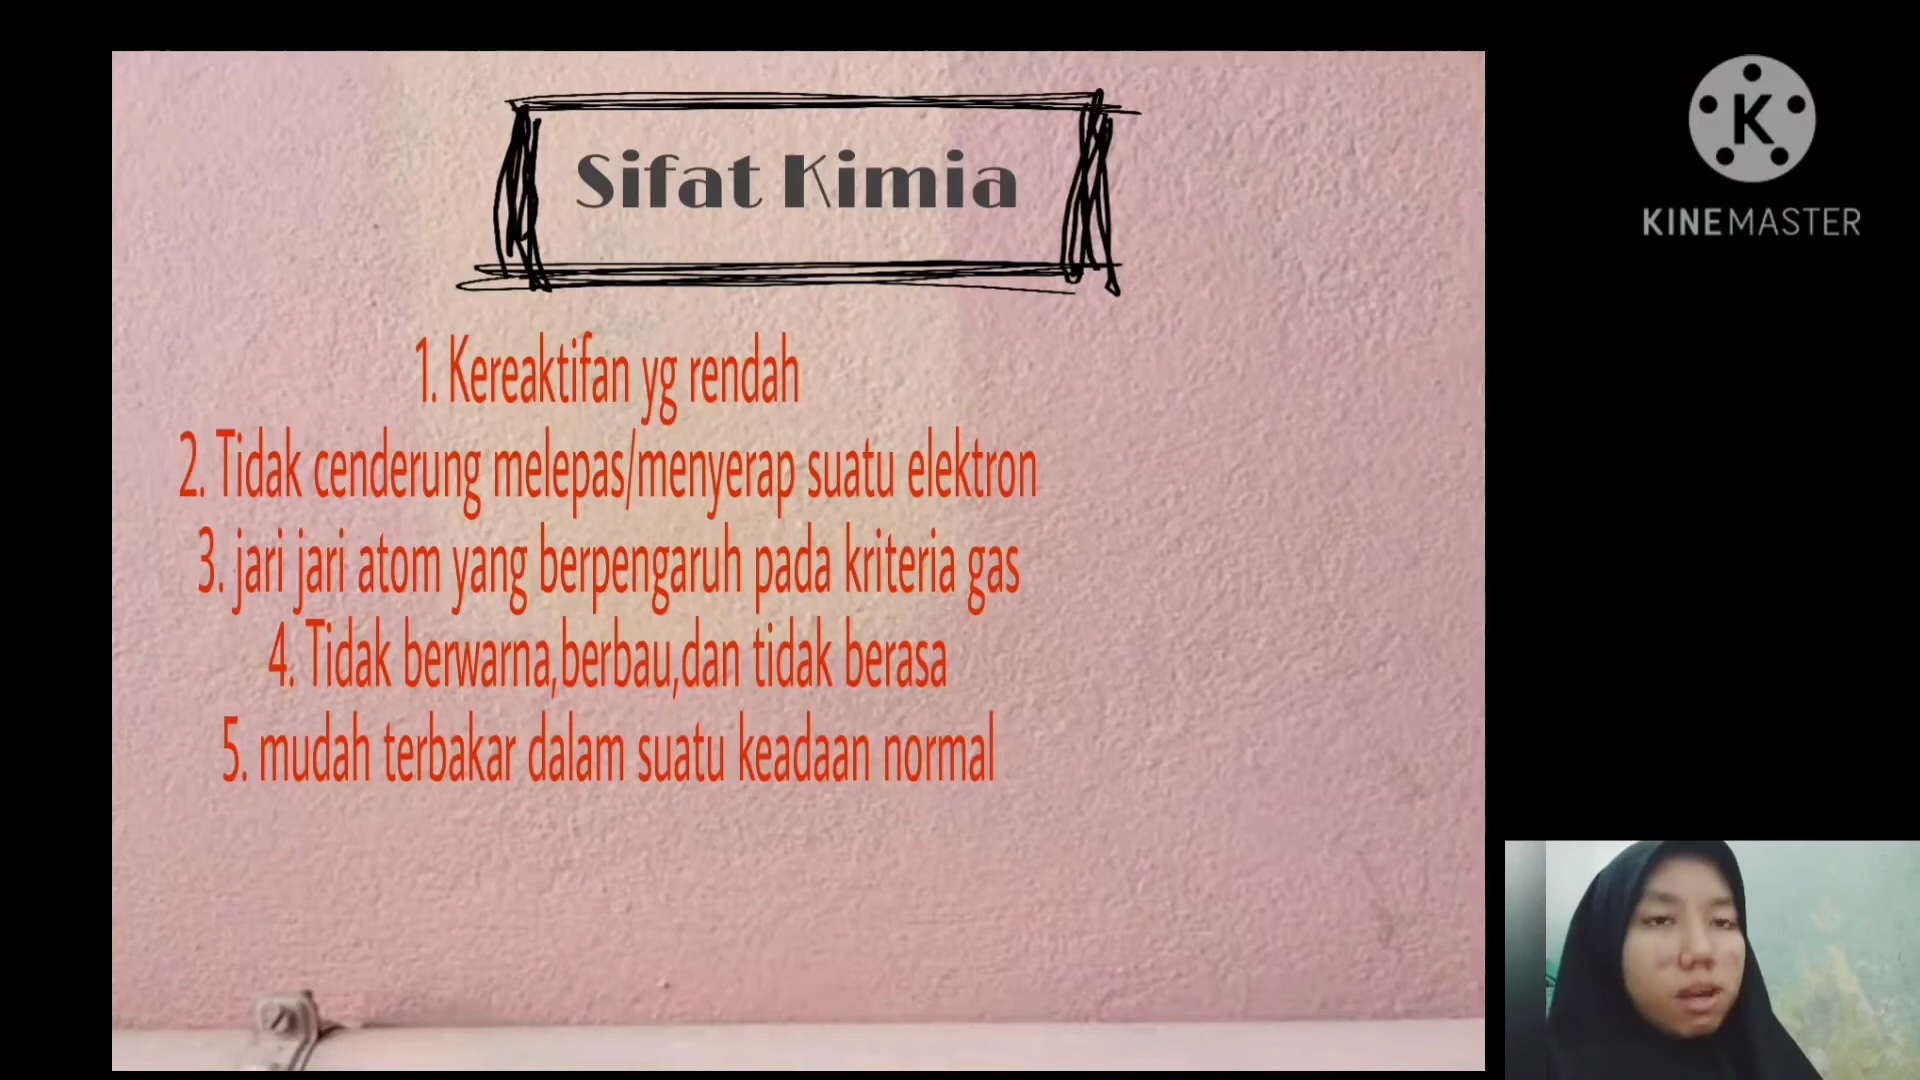 Sifat Kimia
1. Kereaktifan yg rendah
2. Tidak cenderung melepas/menyerap suatu elektron
3. jari jari atom yang berpengaruh pada kriteria gas
4. Tidak berwarna,berbau,dan tidak berasa
5. mudah terbakar dalam suatu keadaan normal
K
KINEMASTER